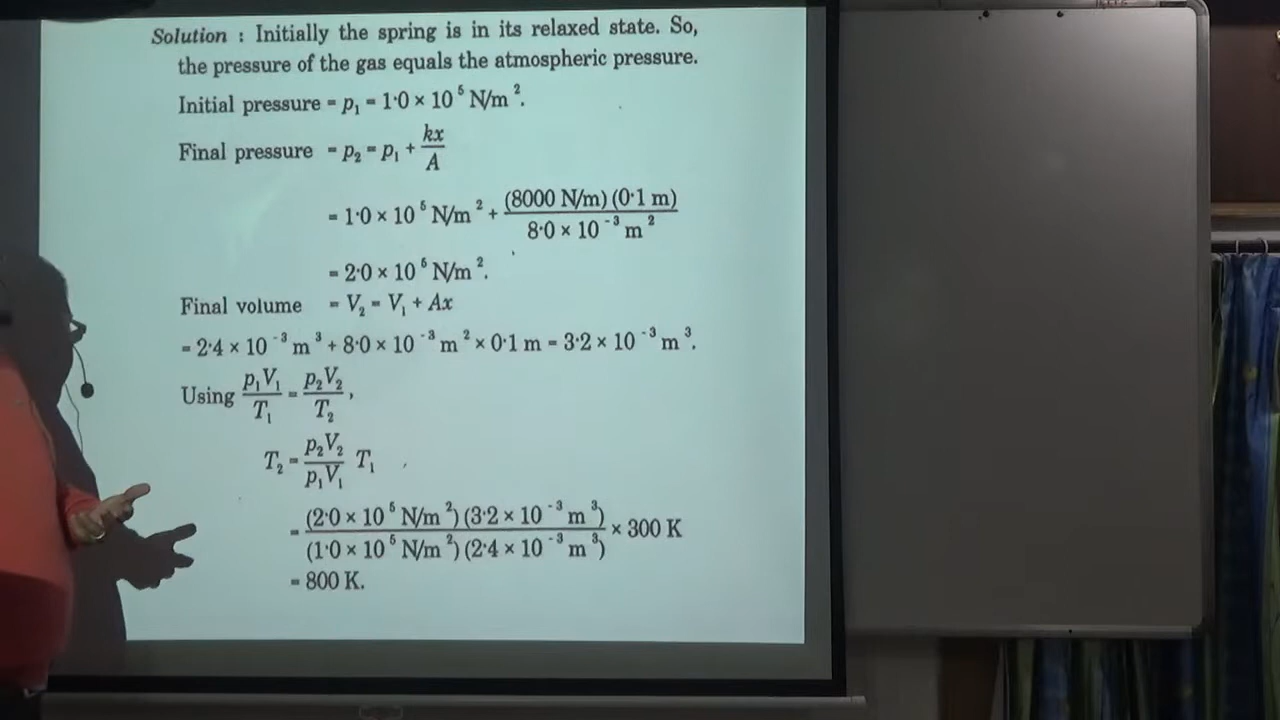 Solution : Initially the spring is in its relaxed state. So,
the pressure of the gas equals the atmospheric pressure.
Initial pressure = p₁ = 1·0 × 10⁵ N/m².
Final pressure = p₂ = p₁ + kx/A
= 1·0 × 10⁵ N/m² + (8000 N/m) (0·1 m)/8·0 × 10⁻³ m²
= 2·0 × 10⁵ N/m².
Final volume = V₂ = V₁ + Ax
= 2·4 × 10⁻³ m³ + 8·0 × 10⁻³ m² × 0·1 m = 3·2 × 10⁻³ m³.
Using p₁V₁/T₁ = p₂V₂/T₂,
T₂ = p₂V₂/p₁V₁ T₁
= (2·0 × 10⁵ N/m²) (3·2 × 10⁻³ m³)/(1·0 × 10⁵ N/m²) (2·4 × 10⁻³ m³) × 300 K
= 800 K.